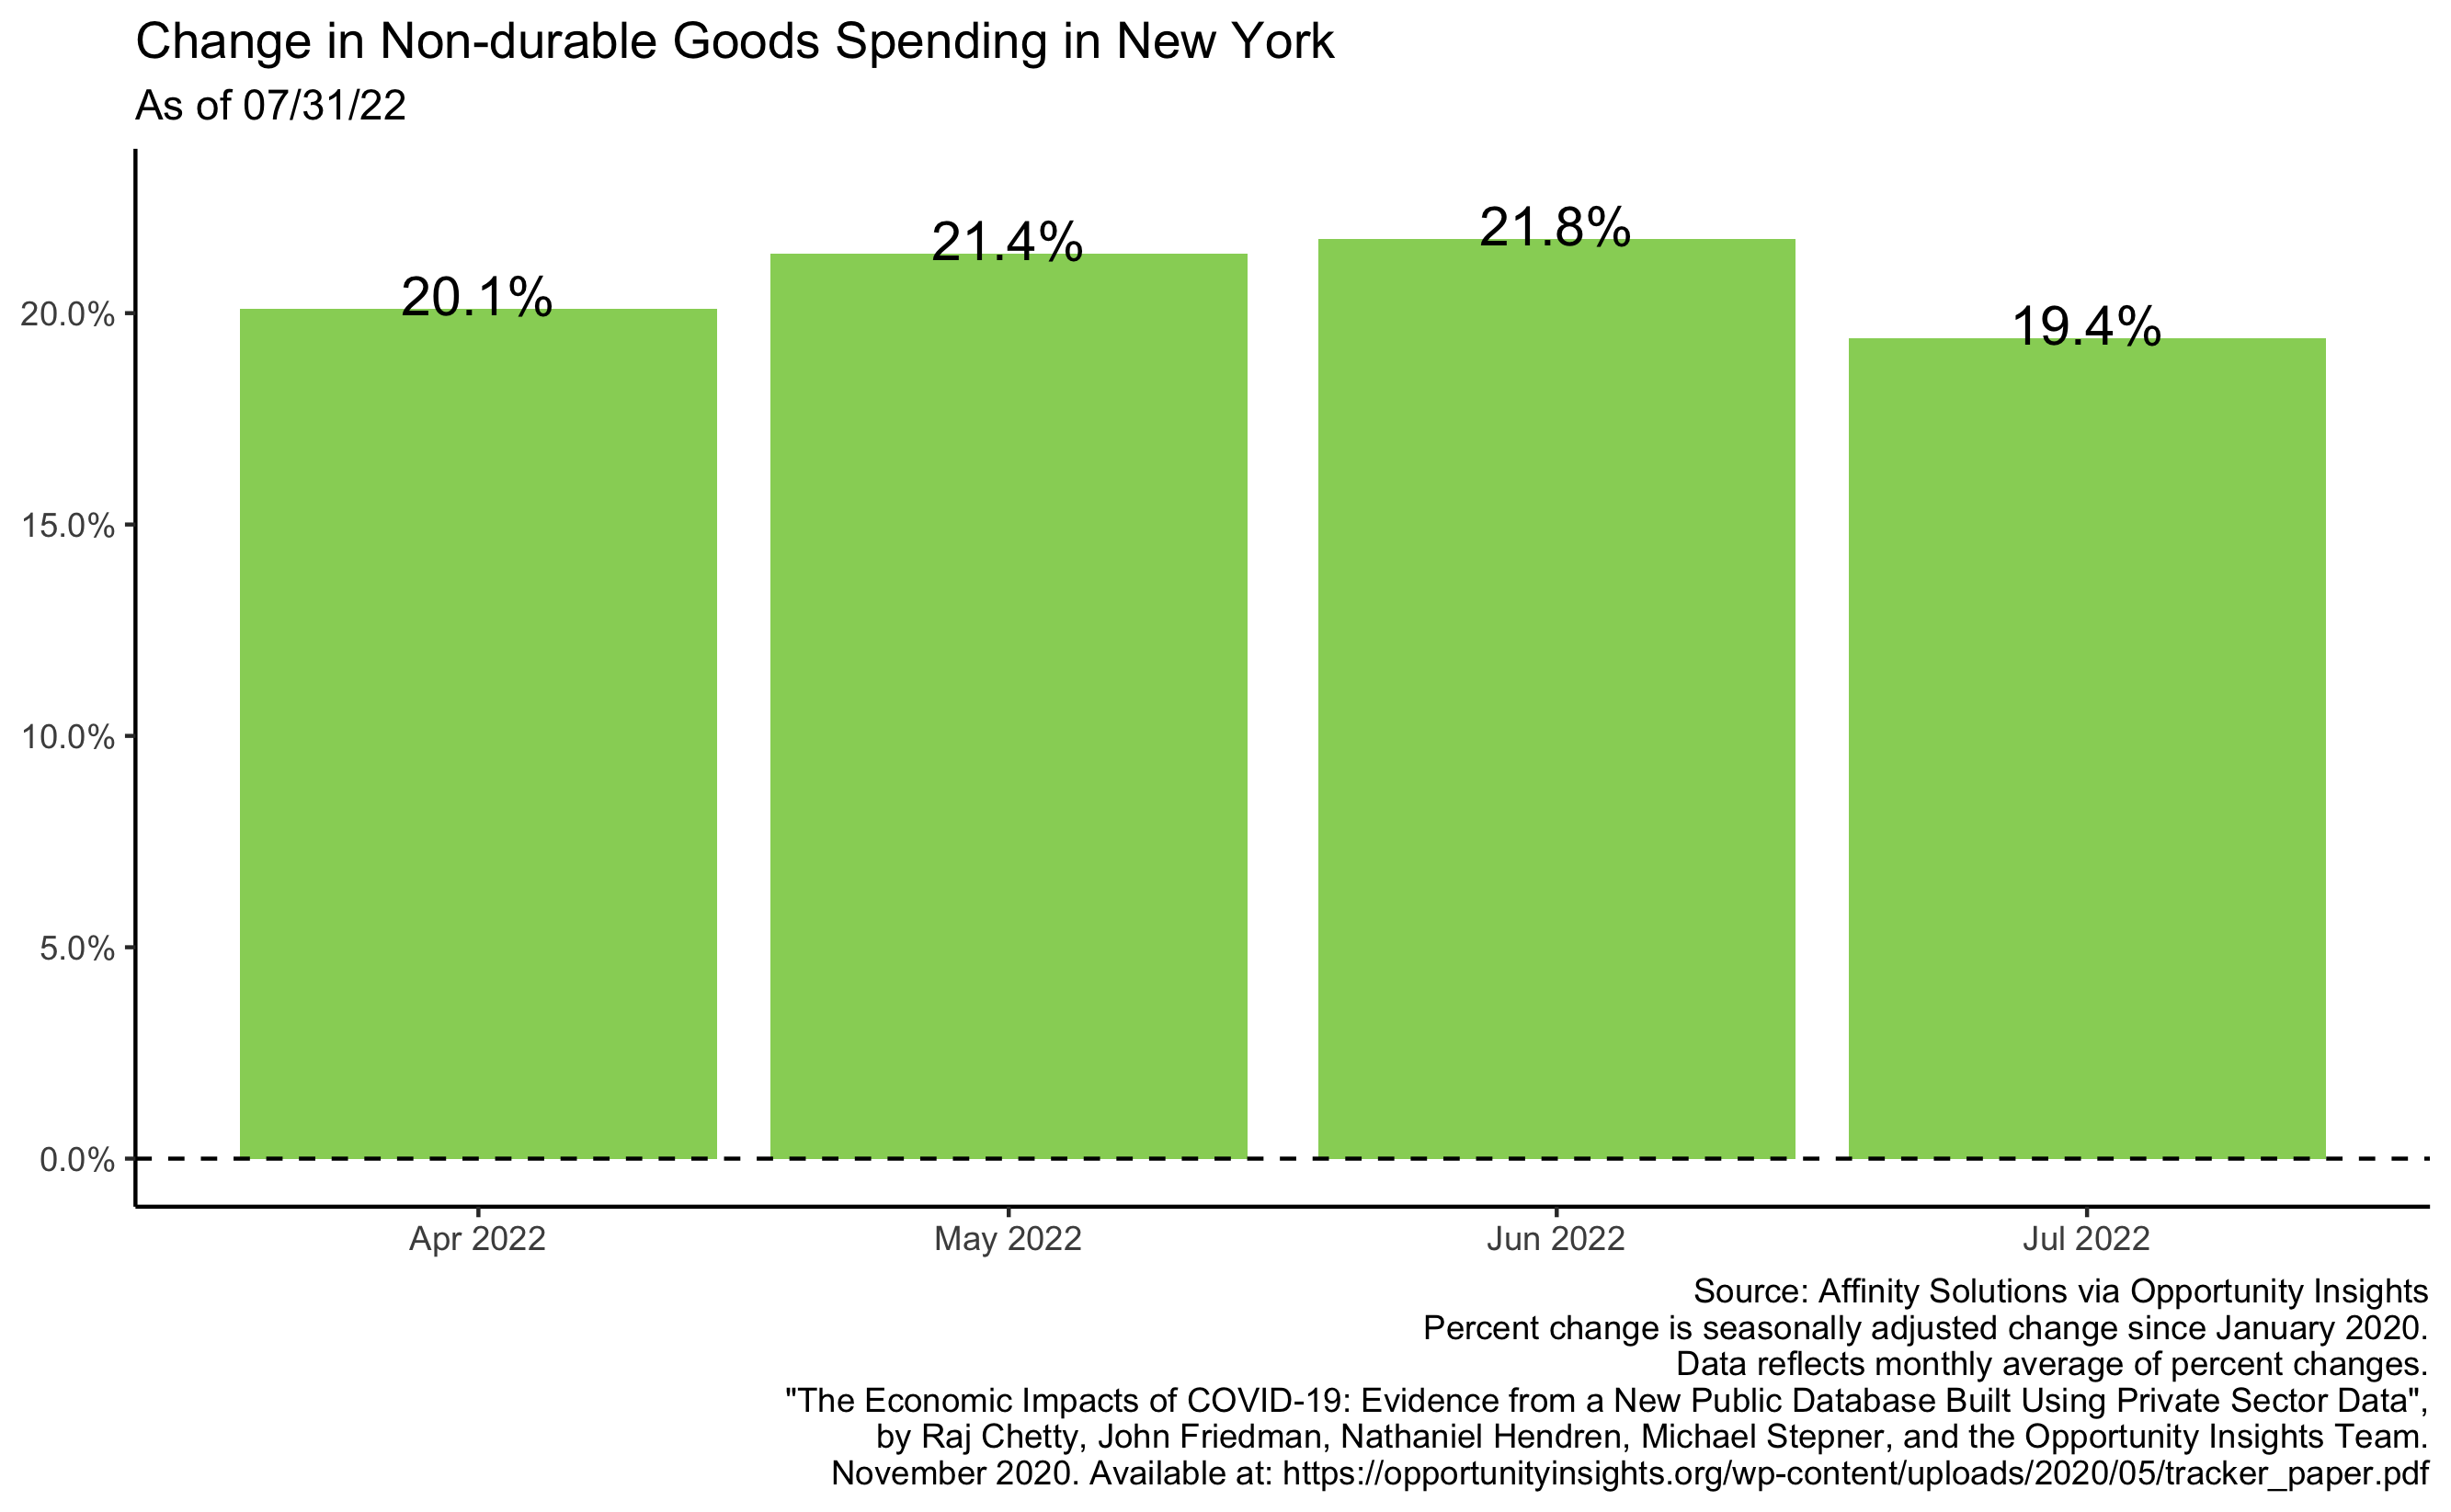 Change in Non-durable Goods Spending in New York
As of 07/31/22
20.1%
21.4%
21.8%
19.4%
20.0%
15.0%
10.0%
5.0%
0.0%
Apr 2022
May 2022
Jun 2022
Jul 2022
Source: Affinity Solutions via Opportunity Insights
Percent change is seasonally adjusted change since January 2020.
Data reflects monthly average of percent changes.
"The Economic Impacts of COVID-19: Evidence from a New Public Database Built Using Private Sector Data",
by Raj Chetty, John Friedman, Nathaniel Hendren, Michael Stepner, and the Opportunity Insights Team.
November 2020. Available at: https://opportunityinsights.org/wp-content/uploads/2020/05/tracker_paper.pdf